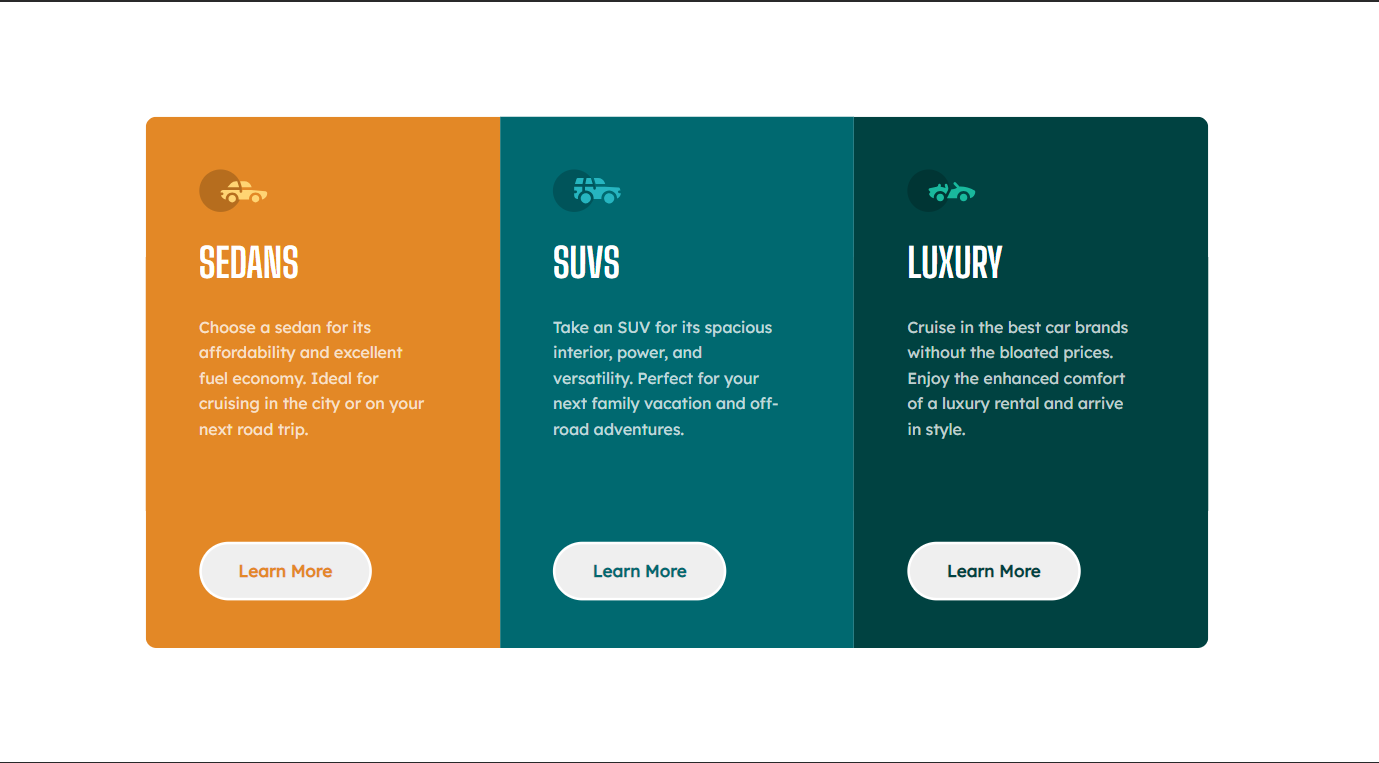 SEDANS
Choose a sedan for its
affordability and excellent
fuel economy. Ideal for
cruising in the city or on your
next road trip.
Learn More
SUVS
Take an SUV for its spacious
interior, power, and
versatility. Perfect for your
next family vacation and off-
road adventures.
Learn More
LUXURY
Cruise in the best car brands
without the bloated prices.
Enjoy the enhanced comfort
of a luxury rental and arrive
in style.
Learn More